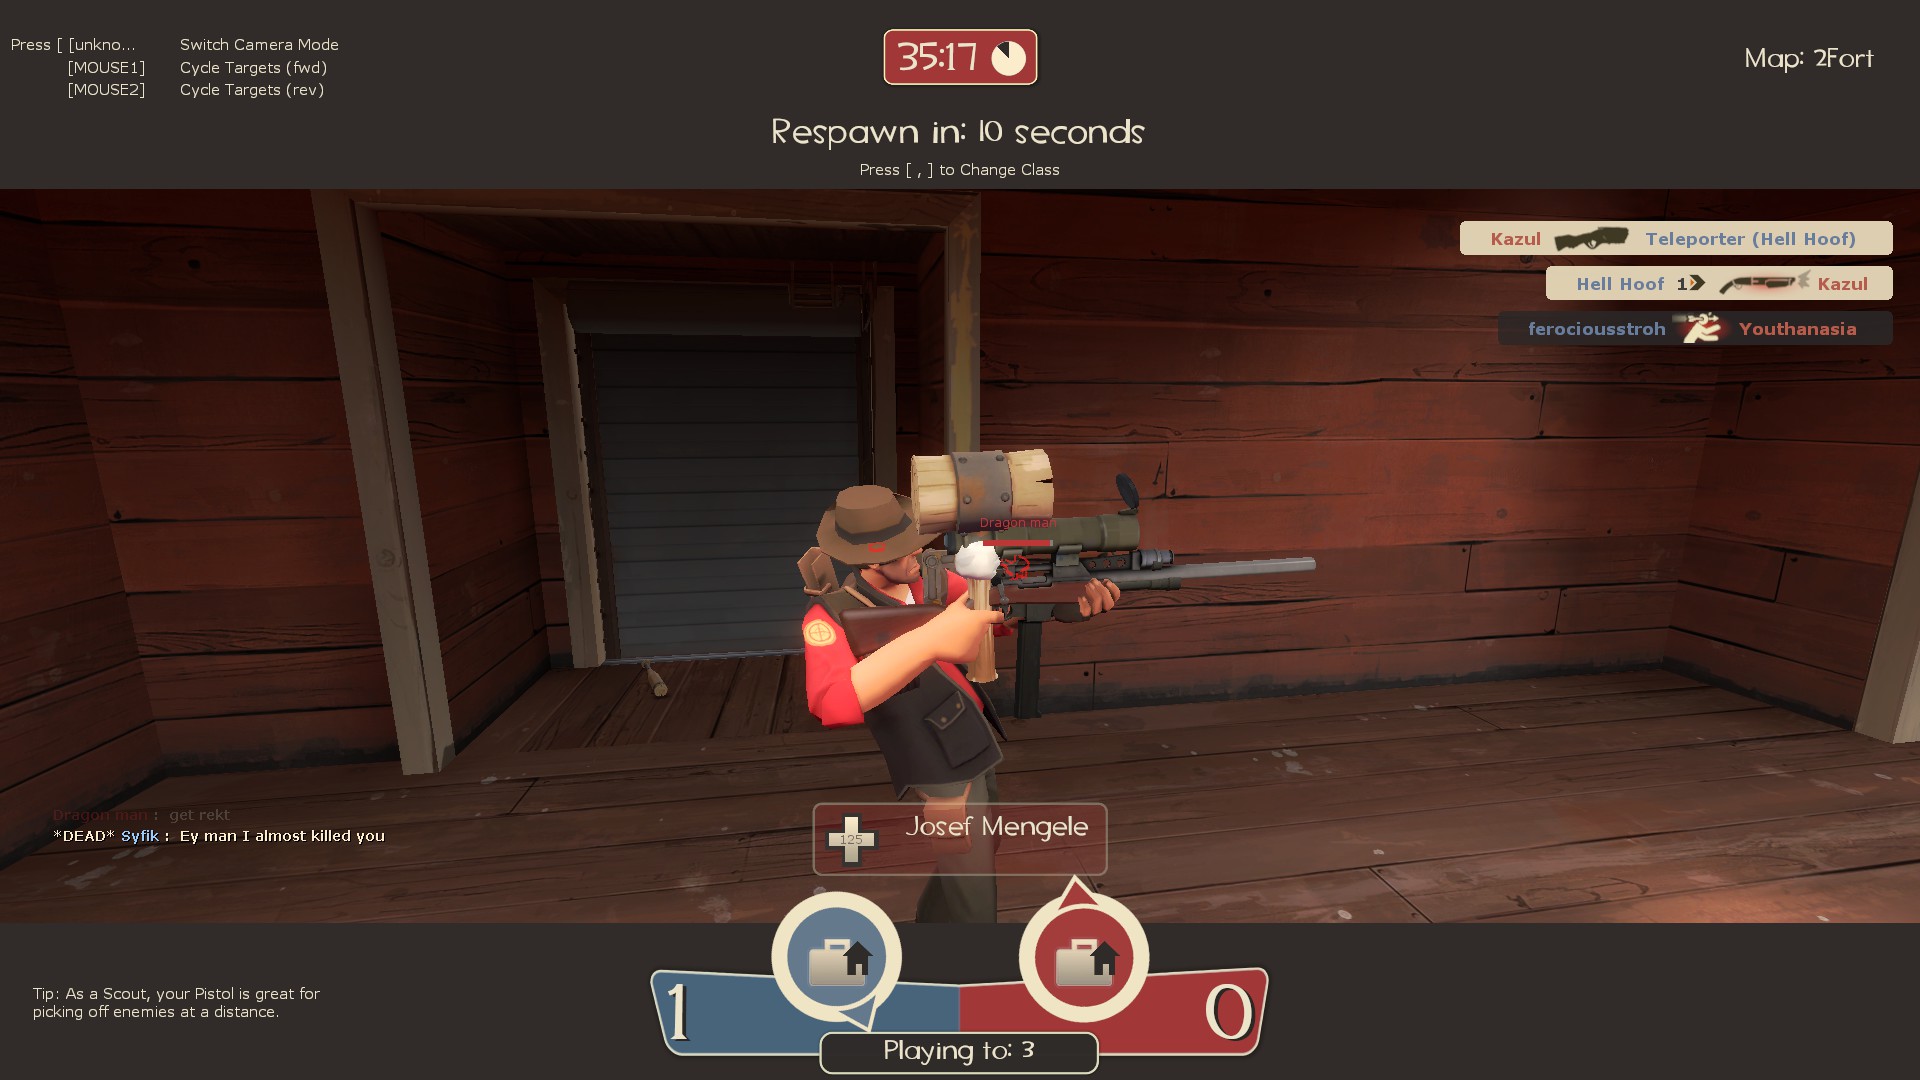 Press [ [unkno... Switch Camera Mode
[MOUSE1] Cycle Targets (fwd)
[MOUSE2] Cycle Targets (rev)
35:17
Map: 2Fort
Respawn in: 10 seconds
Press [ , ] to Change Class
Kazul Teleporter (Hell Hoof)
Hell Hoof 1 Kazul
ferociousstroh Youthanasia
Dragon man
Dragon man : get rekt
*DEAD* Syfik : Ey man I almost killed you
125 Josef Mengele
Tip: As a Scout, your Pistol is great for
picking off enemies at a distance.
1 0
Playing to: 3